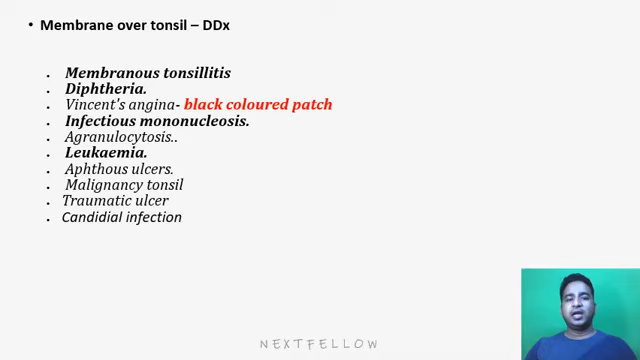 • Membrane over tonsil – DDx
• Membranous tonsillitis
• Diphtheria.
• Vincent's angina- black coloured patch
• Infectious mononucleosis.
• Agranulocytosis..
• Leukaemia.
• Aphthous ulcers.
• Malignancy tonsil
• Traumatic ulcer
• Candidial infection
NEXTFELLOW